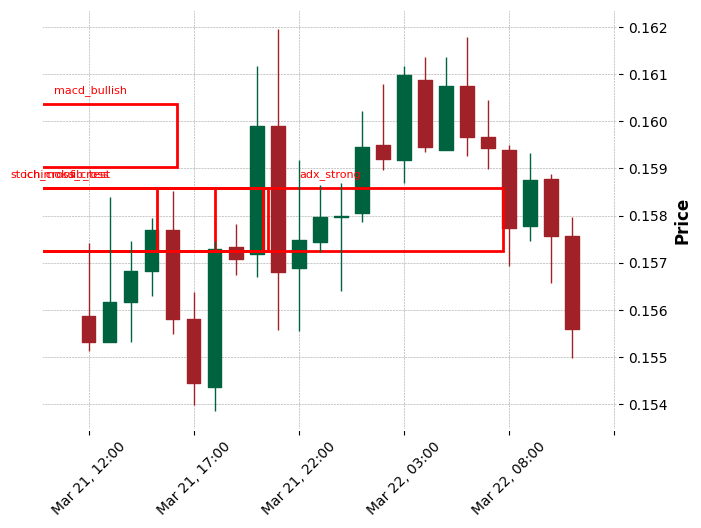 0.162
0.161
macd_bullish
0.160
0.159
adx_strong
0.158
Price
0.157
0.156
0.155
0.154
Mar 21, 12:00
Mar 21, 17:00
Mar 21, 22:00
Mar 22, 03:00
Mar 22, 08:00